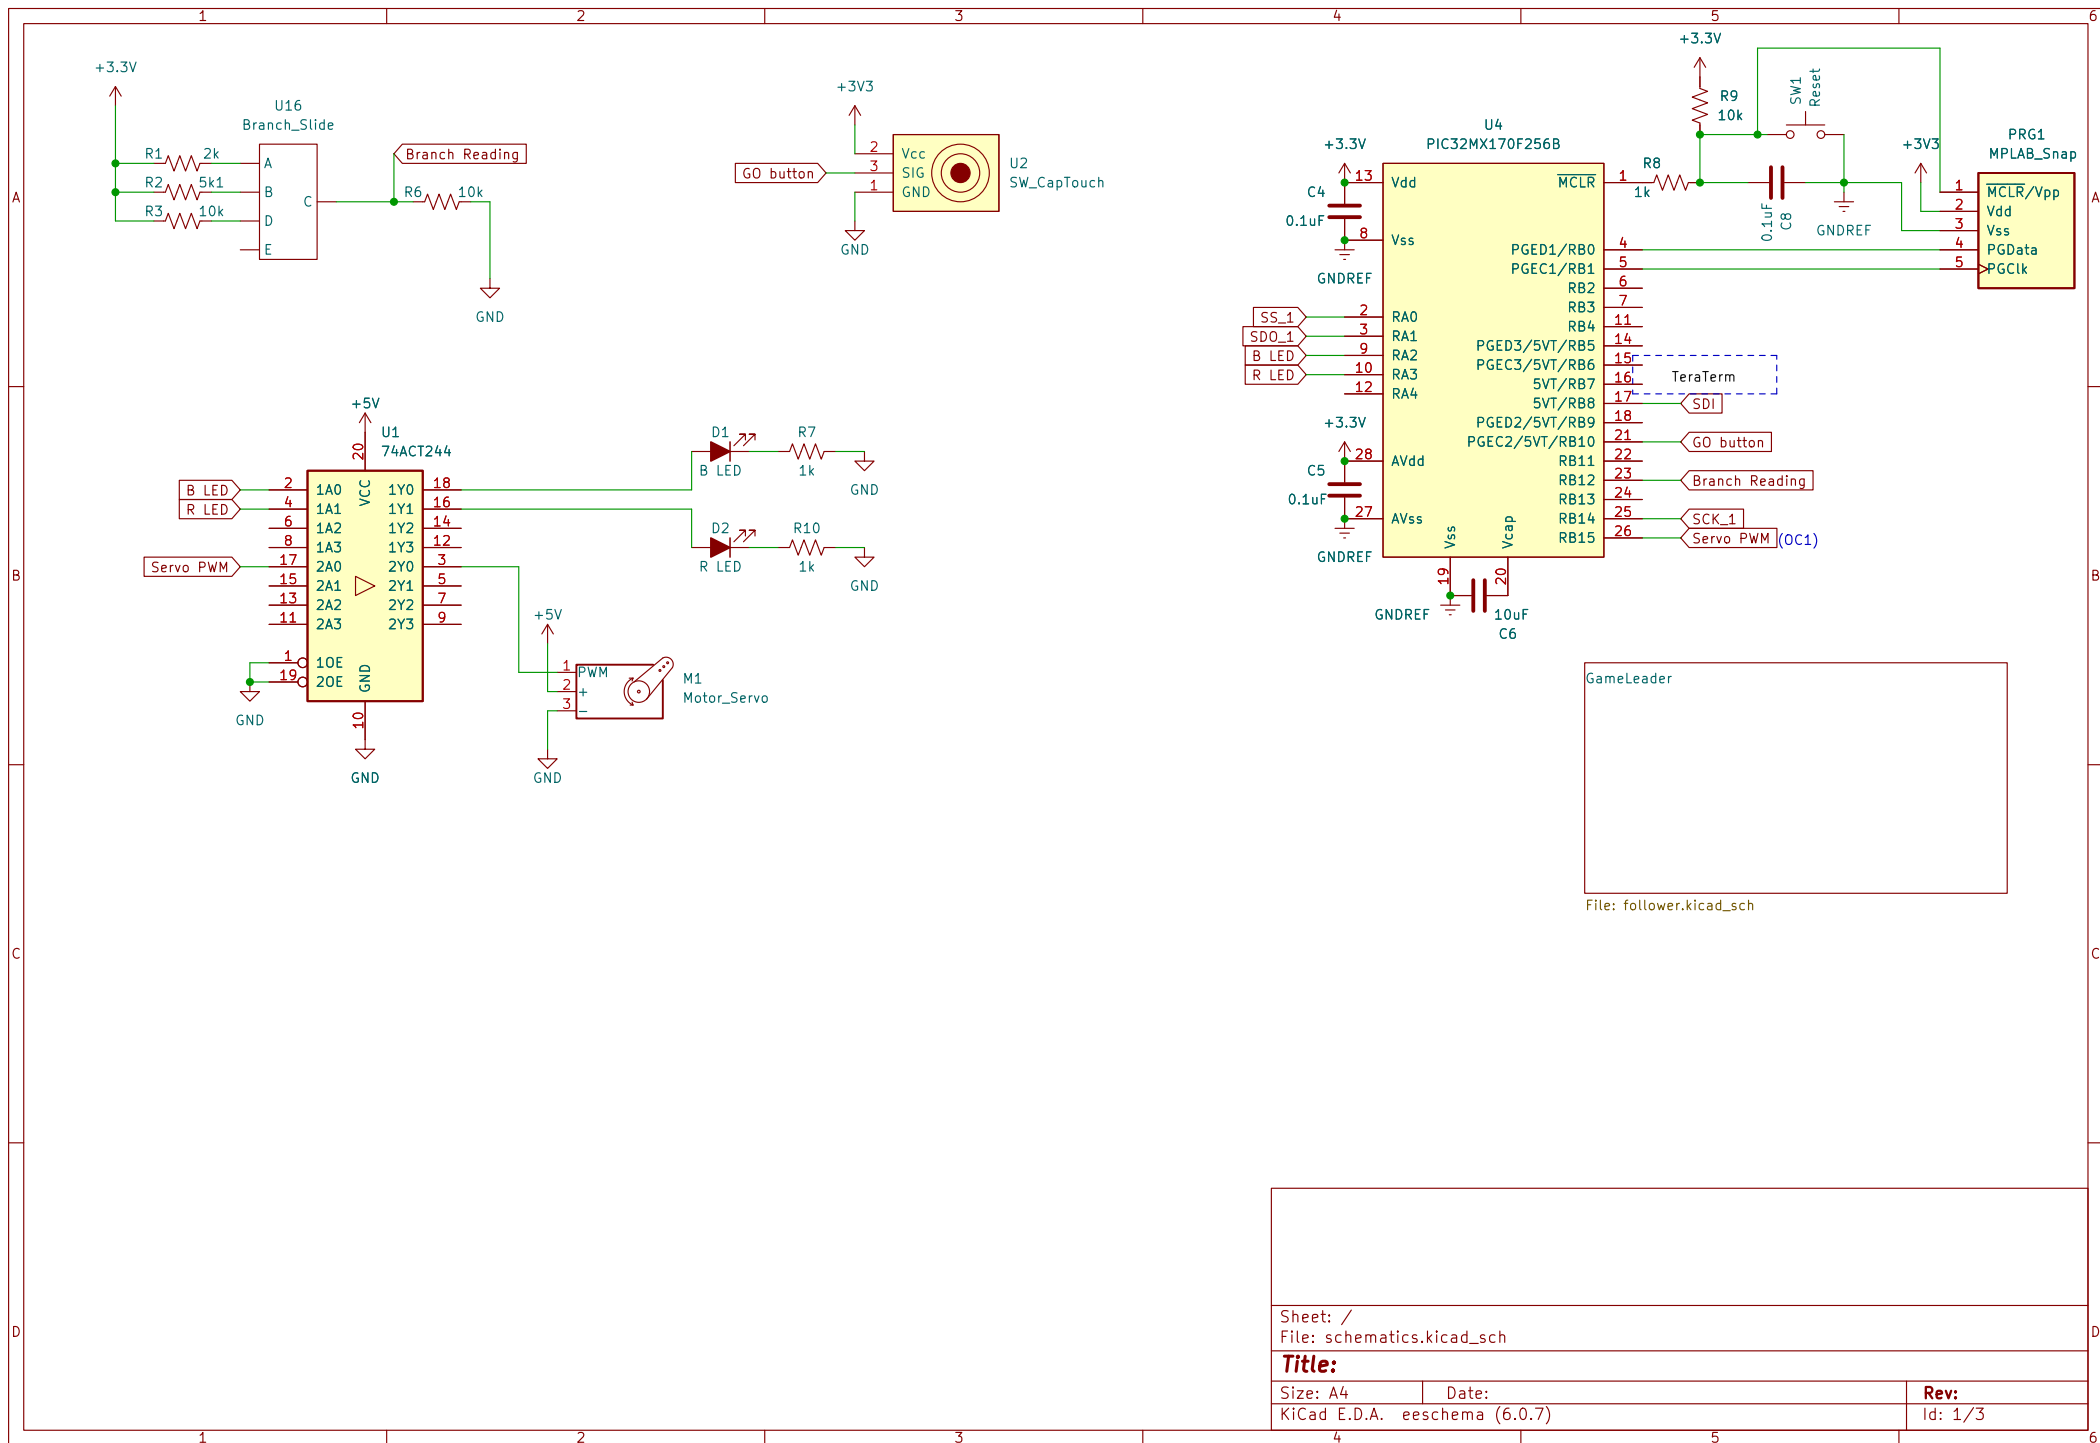 1 2 3 4 5 6
A
B
C
D
A
B
C
D
1 2 3 4 5 6
+3.3V
U16
Branch_Slide
R1 2k
R2 5k1
R3 10k
A
B
D
E
C
Branch Reading
R6 10k
GND
+3V3
GO button
2 Vcc
3 SIG
1 GND
U2
SW_CapTouch
GND
U4
PIC32MX170F256B
+3.3V
C4
0.1uF
GNDREF
13 Vdd
8 Vss
SS_1 2 RA0
SDO_1 3 RA1
B LED 9 RA2
R LED 10 RA3
12 RA4
+3.3V
28 AVdd
C5
0.1uF
27 AVss
GNDREF
Vss 19
Vcap 20
GNDREF
10uF
C6
MCLR 1
PGED1/RB0 4
PGEC1/RB1 5
RB2 6
RB3 7
RB4 11
PGED3/5VT/RB5 14
PGEC3/5VT/RB6 15
5VT/RB7 16
TeraTerm
5VT/RB8 17 SDI
PGED2/5VT/RB9 18
PGEC2/5VT/RB10 21 GO button
RB11 22
RB12 23 Branch Reading
RB13 24
RB14 25 SCK_1
RB15 26 Servo PWM (OC1)
+3.3V
R9
10k
SW1
Reset
R8
1k
0.1uF
C8
GNDREF
+3V3
PRG1
MPLAB_Snap
1 MCLR/Vpp
2 Vdd
3 Vss
4 PGData
5 PGClk
+5V
U1
74ACT244
20 VCC
B LED 2 1A0 1Y0 18
R LED 4 1A1 1Y1 16
6 1A2 1Y2 14
8 1A3 1Y3 12
Servo PWM 17 2A0 2Y0 3
15 2A1 2Y1 5
13 2A2 2Y2 7
11 2A3 2Y3 9
1 1OE
19 2OE
GND 10
GND
GND
D1
B LED
R7
1k
GND
D2
R LED
R10
1k
GND
+5V
1 PWM
2 +
3 -
M1
Motor_Servo
GND
GameLeader
File: follower.kicad_sch
Sheet: /
File: schematics.kicad_sch
Title:
Size: A4 Date: Rev:
KiCad E.D.A. eeschema (6.0.7) Id: 1/3